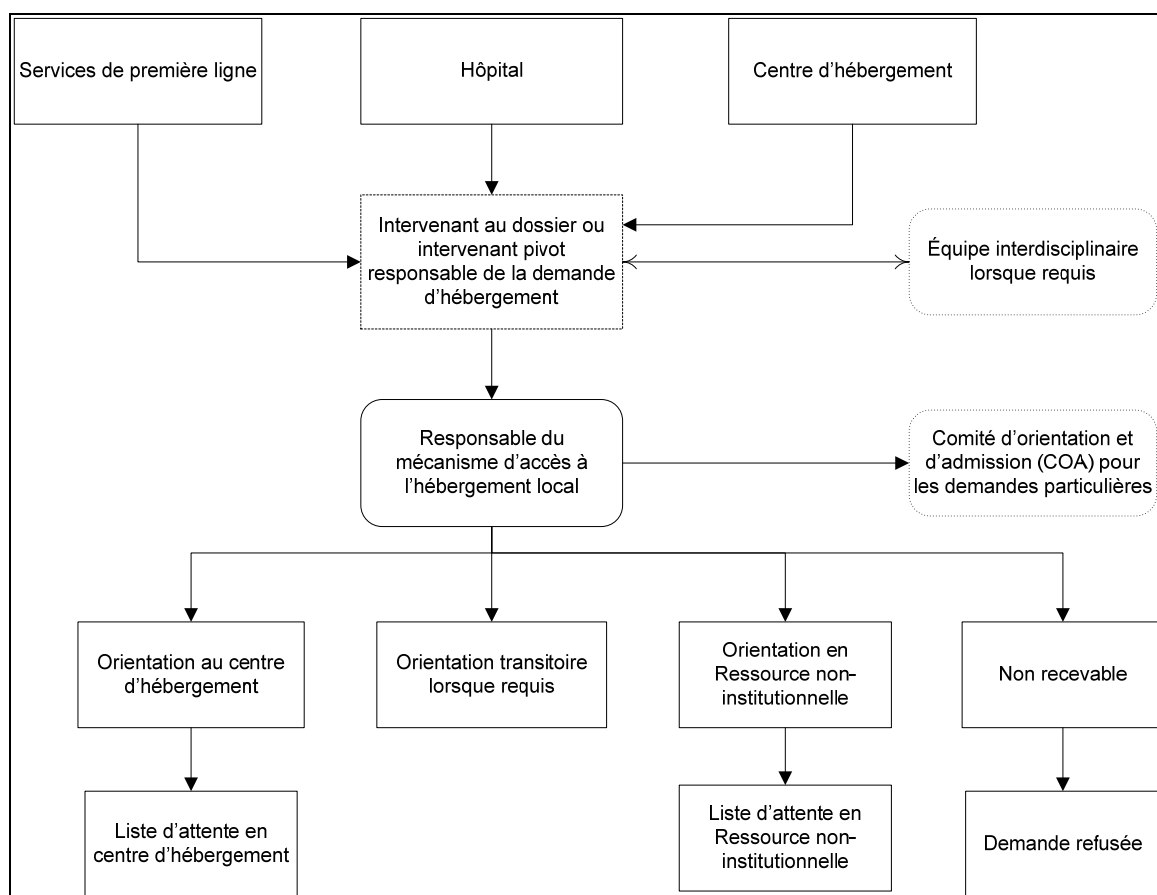 Services de première ligne
Hôpital
Centre d’hébergement
Intervenant au dossier ou
intervenant pivot
responsable de la demande
d’hébergement
Équipe interdisciplinaire
lorsque requis
Responsable du
mécanisme d’accès à
l’hébergement local
Comité d’orientation et
d’admission (COA) pour
les demandes particulières
Orientation au centre
d’hébergement
Orientation transitoire
lorsque requis
Orientation en
Ressource non-
institutionnelle
Non recevable
Liste d’attente en
centre d’hébergement
Liste d’attente en
Ressource non-
institutionnelle
Demande refusée